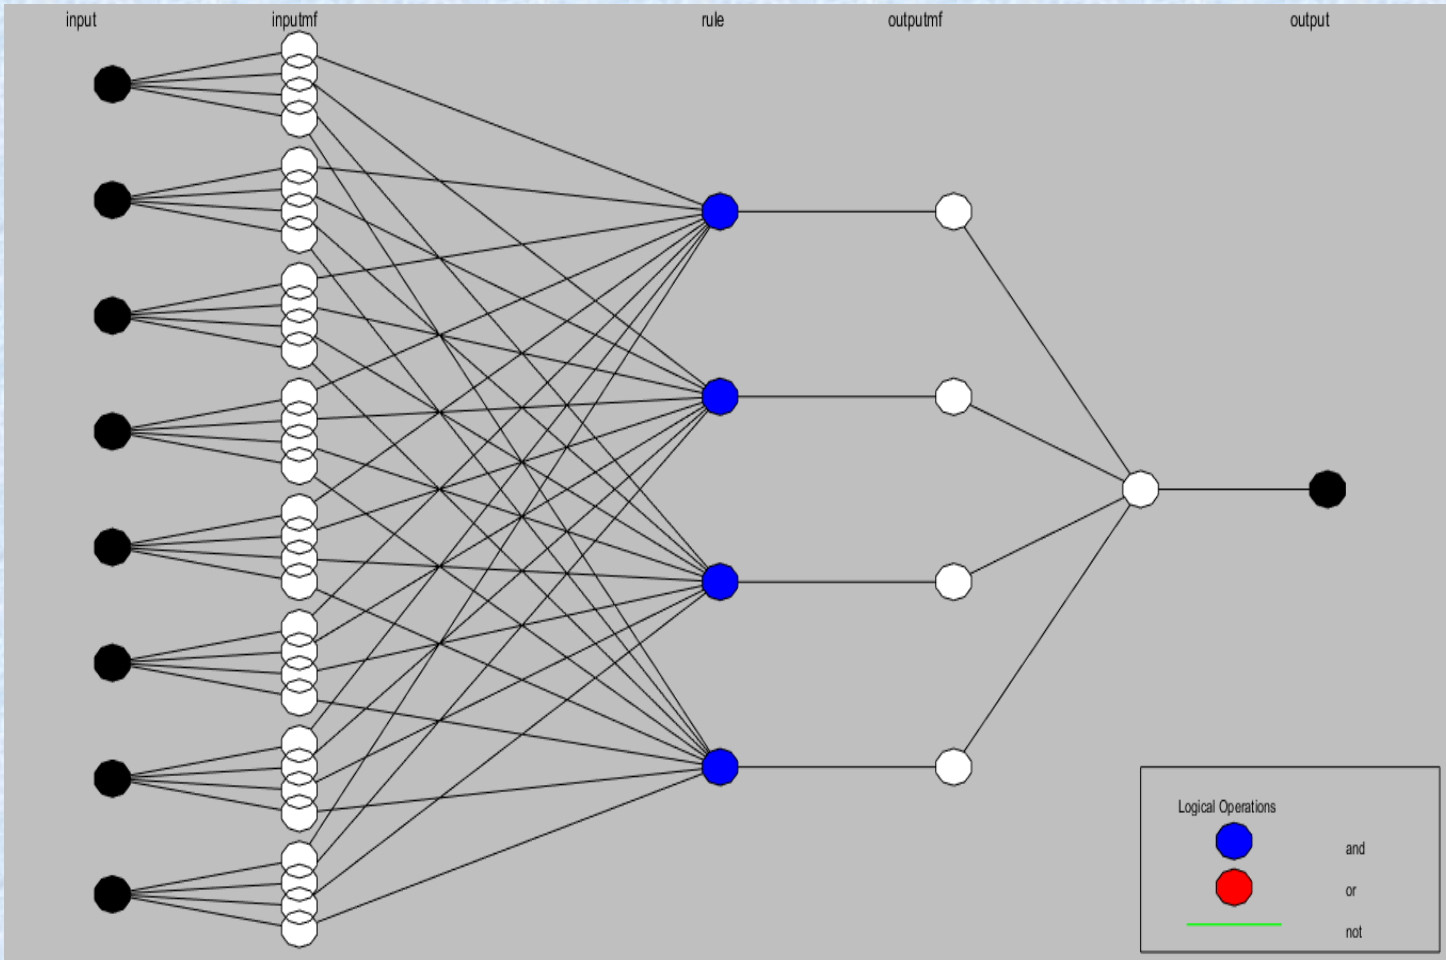 input
inputmf
rule
outputmf
output
Logical Operations
and
or
not